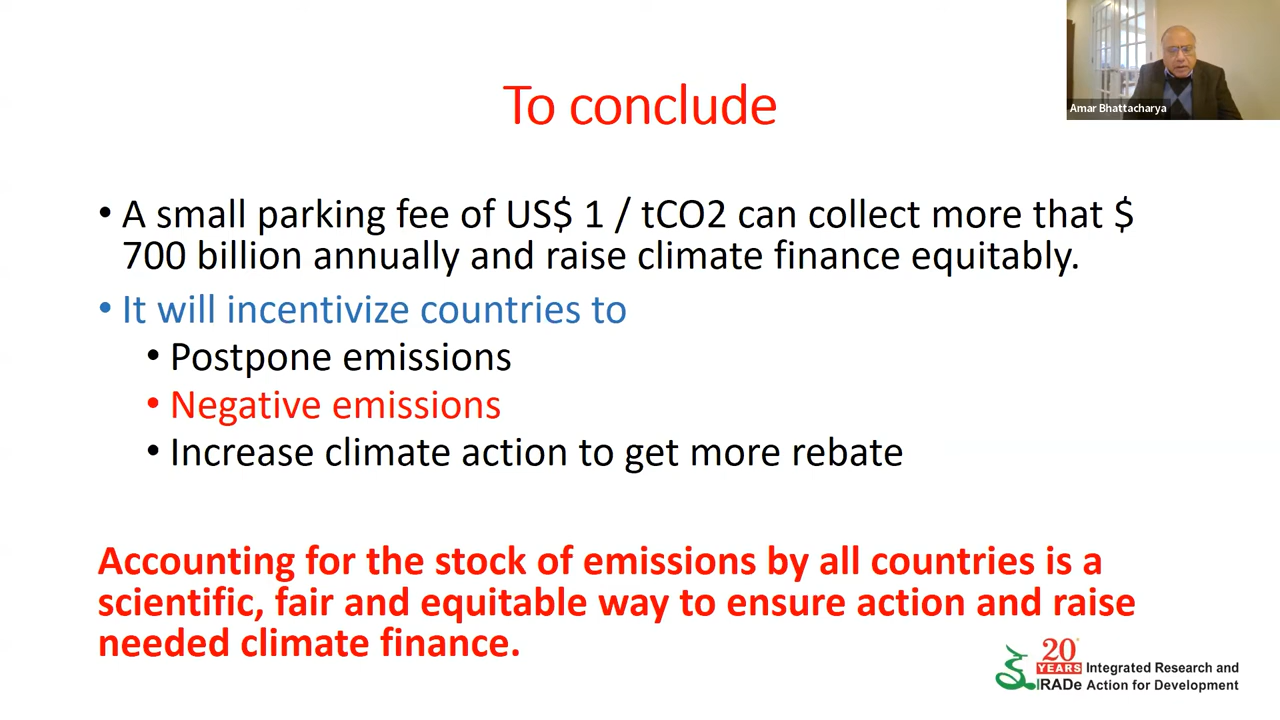 Amar Bhattacharya
To conclude
• A small parking fee of US$ 1 / tCO2 can collect more that $
700 billion annually and raise climate finance equitably.
• It will incentivize countries to
• Postpone emissions
• Negative emissions
• Increase climate action to get more rebate
Accounting for the stock of emissions by all countries is a
scientific, fair and equitable way to ensure action and raise
needed climate finance.
20
YEARS
IRADe
Integrated Research and
Action for Development